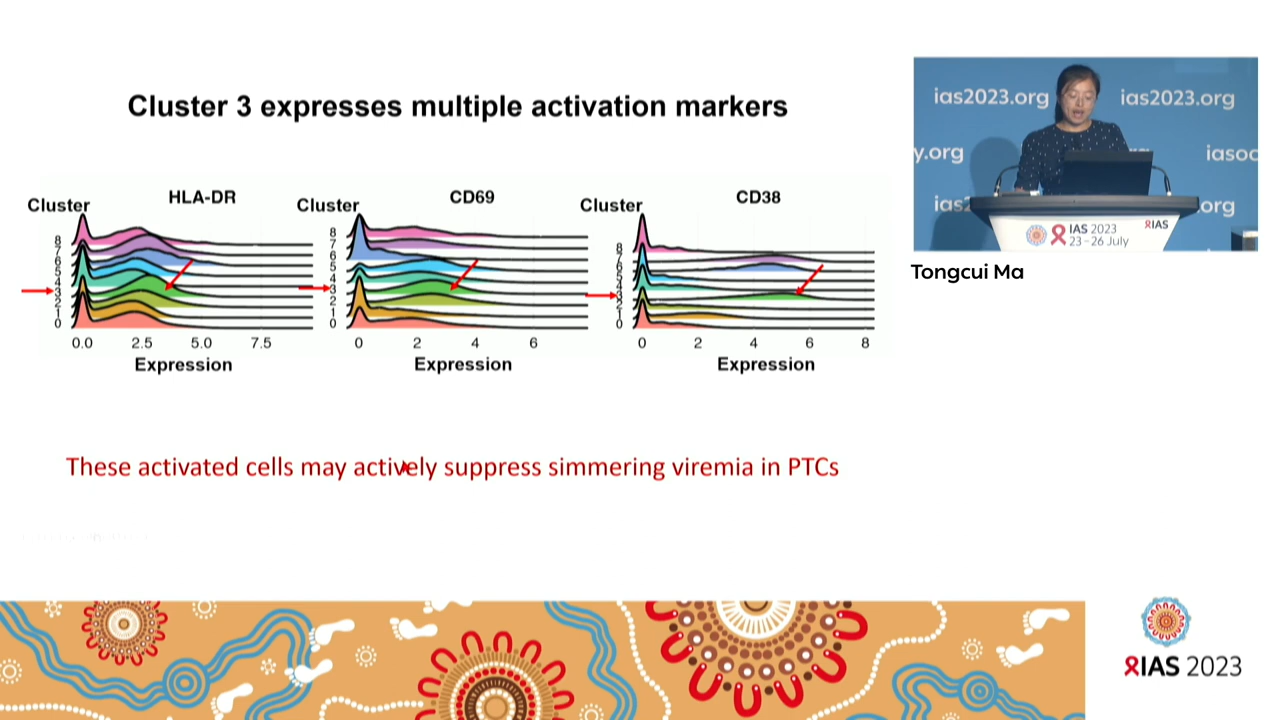 Cluster 3 expresses multiple activation markers
Cluster
HLA-DR
8
7
6
5
4
3
2
1
0
0.0 2.5 5.0 7.5
Expression
Cluster
CD69
8
7
6
5
4
3
2
1
0
0 2 4 6
Expression
Cluster
CD38
8
7
6
5
4
3
2
1
0
0 2 4 6 8
Expression
These activated cells may actively suppress simmering viremia in PTCs
ias2023.org ias2023.org
y.org iasoc
ias2 .org
IAS 2023
23–26 July
IAS
Tongcui Ma
IAS 2023